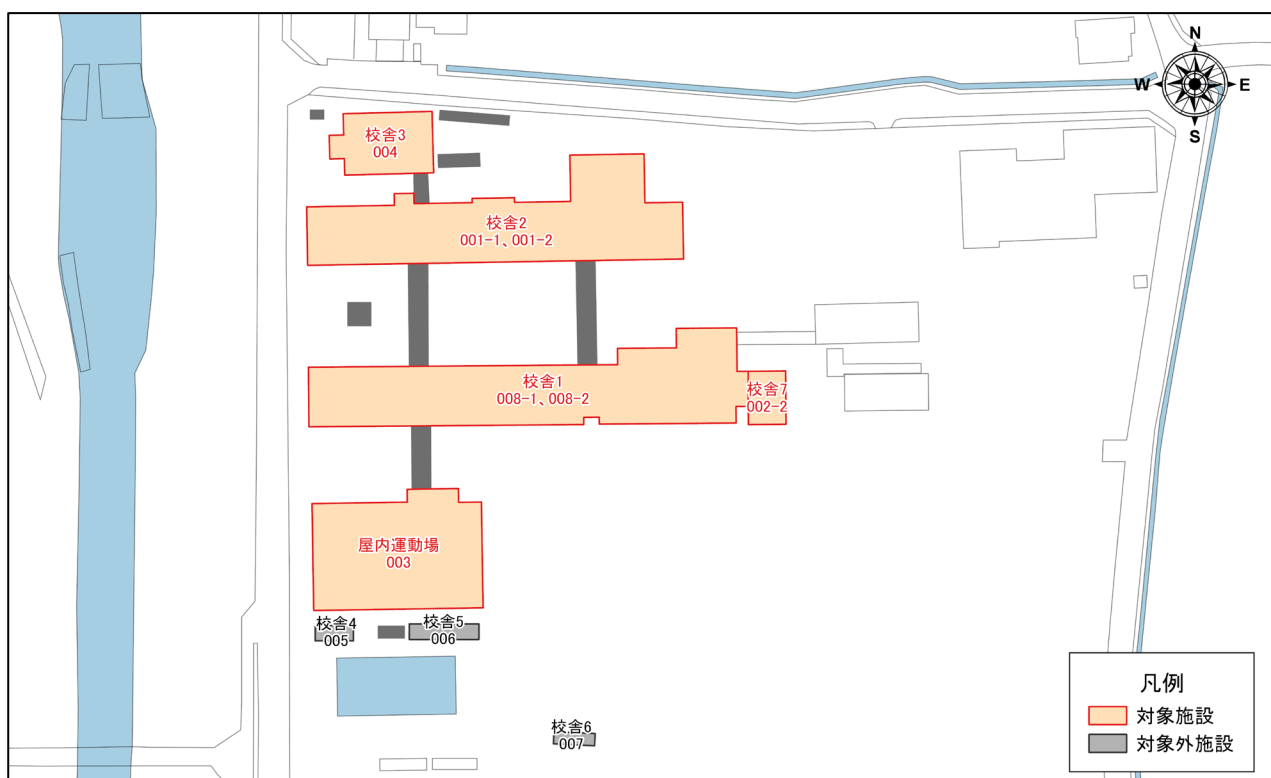 N
W
E
S
校舎3
004
校舎2
001-1、001-2
校舎1
008-1、008-2
校舎7
002-2
屋内運動場
003
校舎4
005
校舎5
006
校舎6
007
凡例
対象施設
対象外施設